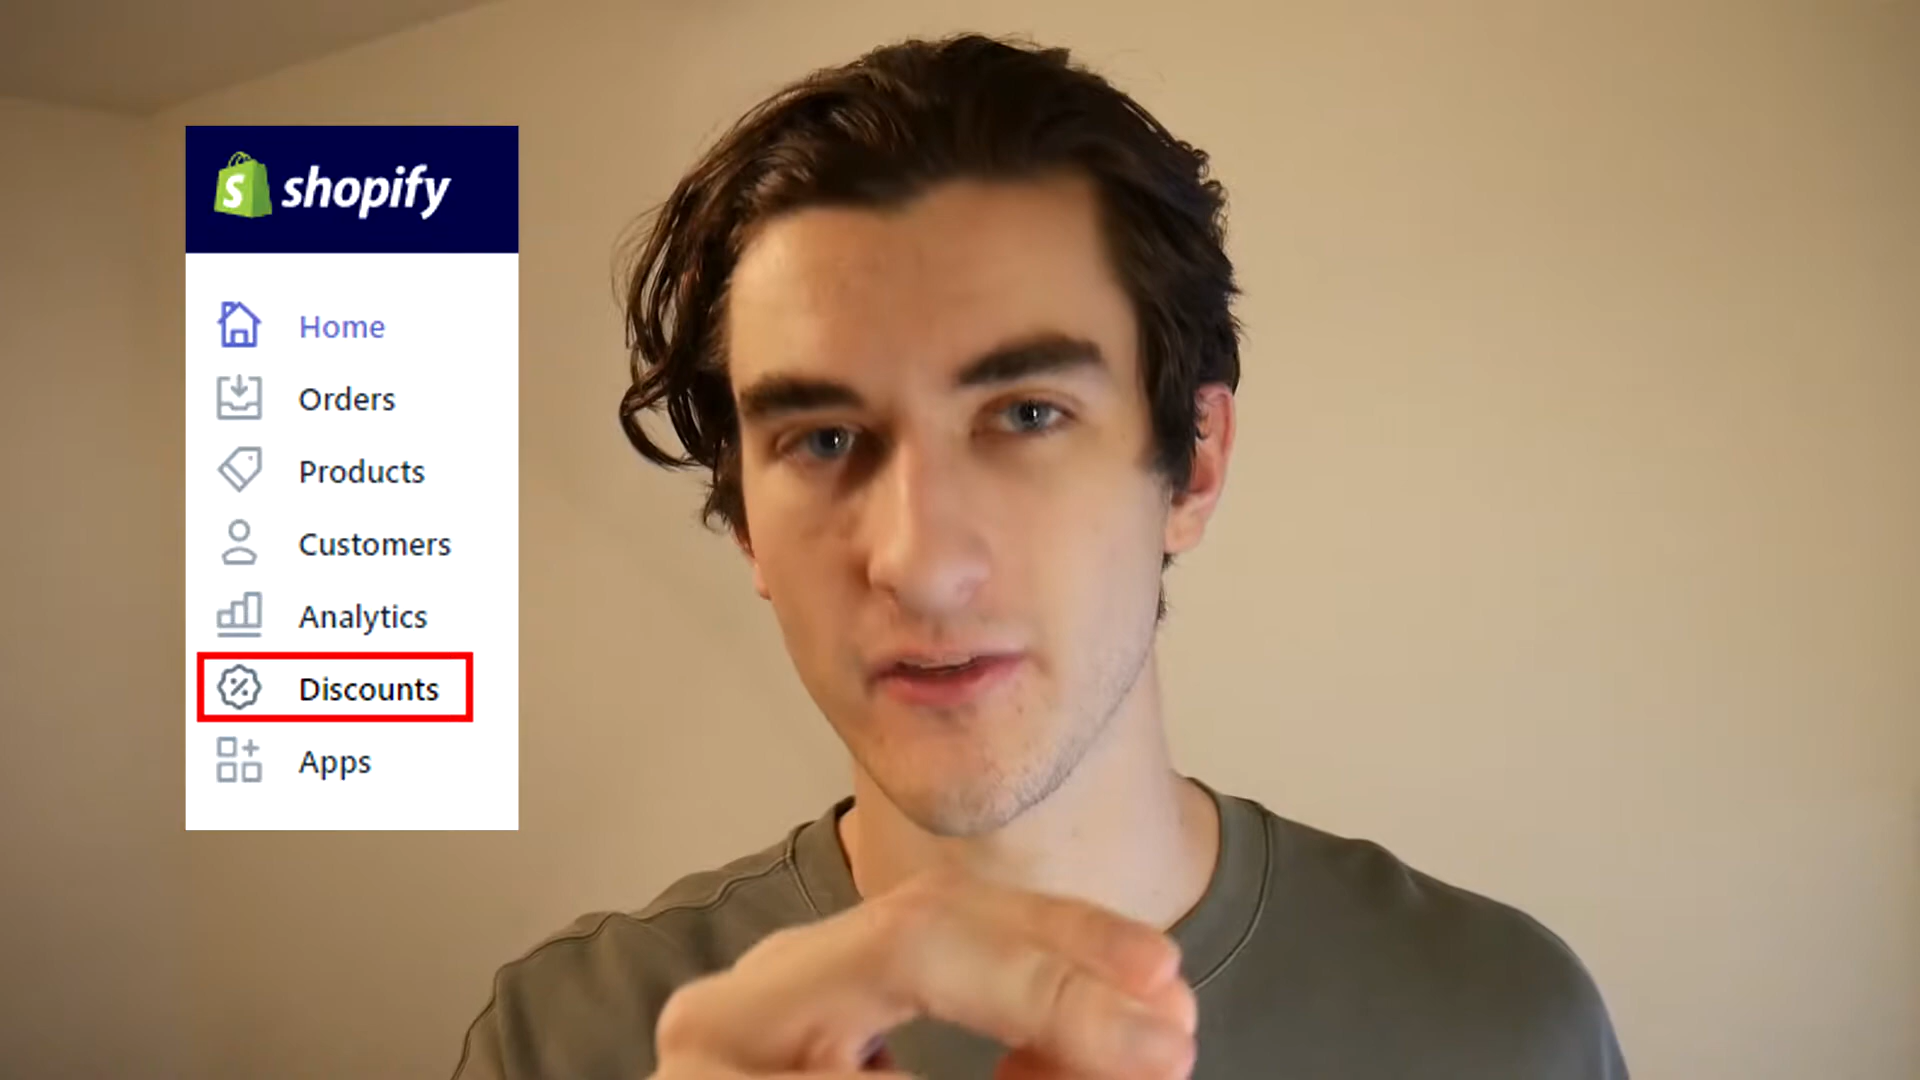 shopify
Home
Orders
Products
Customers
Analytics
Discounts
Apps